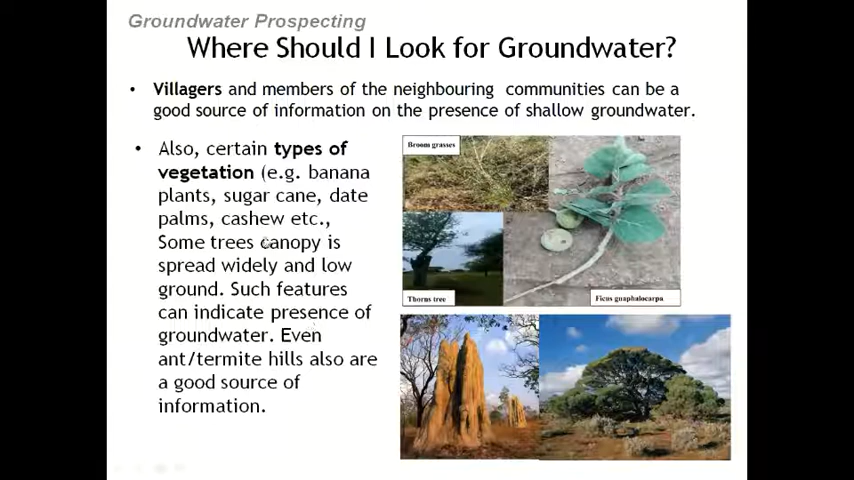 Groundwater Prospecting
Where Should I Look for Groundwater?
• Villagers and members of the neighbouring communities can be a
good source of information on the presence of shallow groundwater.
• Also, certain types of
vegetation (e.g. banana
plants, sugar cane, date
palms, cashew etc.,
Some trees canopy is
spread widely and low
ground. Such features
can indicate presence of
groundwater. Even
ant/termite hills also are
a good source of
information.
Broom grasses
Thorns tree
Ficus gnaphalocarpa